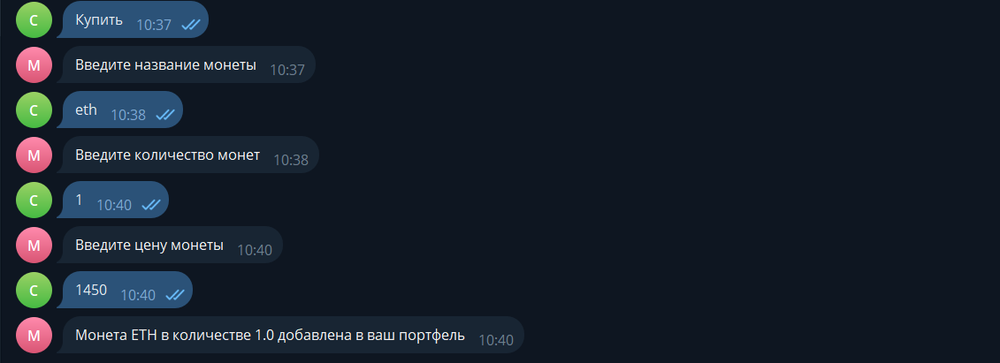 С Купить 10:37
М Введите название монеты 10:37
С eth 10:38
М Введите количество монет 10:38
С 1 10:40
М Введите цену монеты 10:40
С 1450 10:40
М Монета ETH в количестве 1.0 добавлена в ваш портфель 10:40